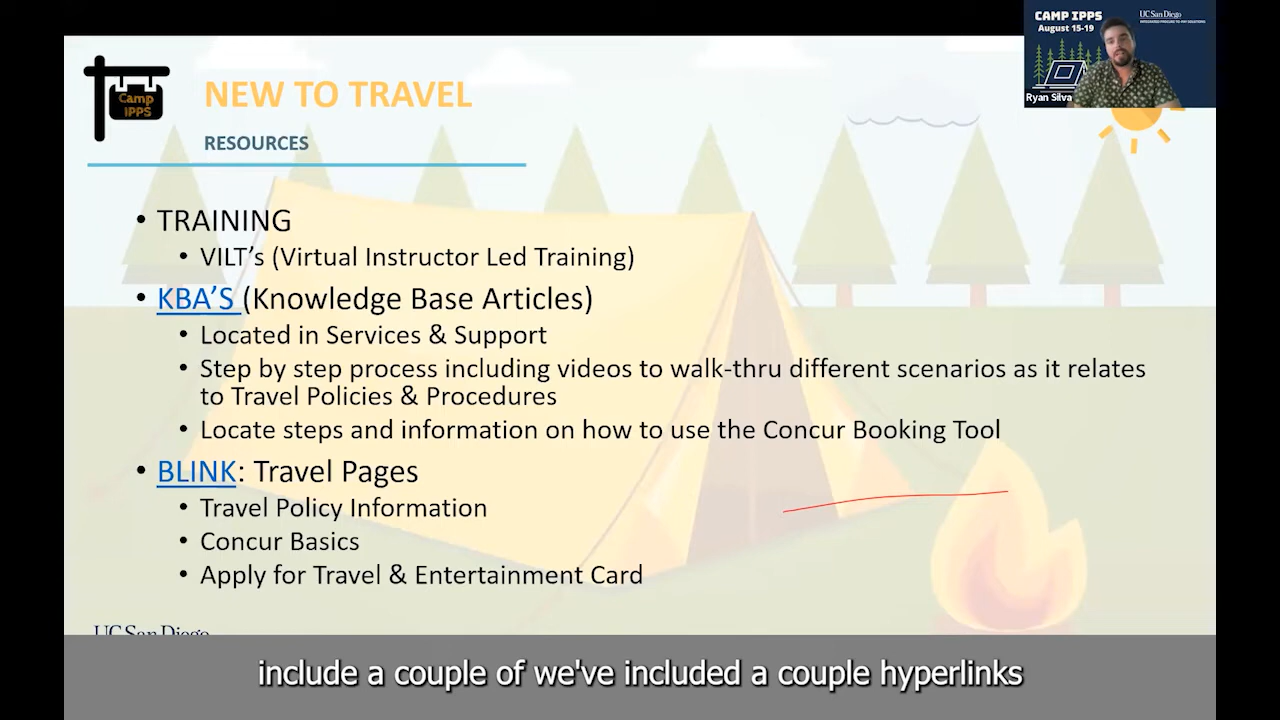 CAMP IPPS
August 15-19
UC San Diego
Ryan Silva
Camp
IPPS
NEW TO TRAVEL
RESOURCES
• TRAINING
• VILT's (Virtual Instructor Led Training)
• KBA'S (Knowledge Base Articles)
• Located in Services & Support
• Step by step process including videos to walk-thru different scenarios as it relates
to Travel Policies & Procedures
• Locate steps and information on how to use the Concur Booking Tool
• BLINK: Travel Pages
• Travel Policy Information
• Concur Basics
• Apply for Travel & Entertainment Card
UC San Diego
include a couple of we've included a couple hyperlinks